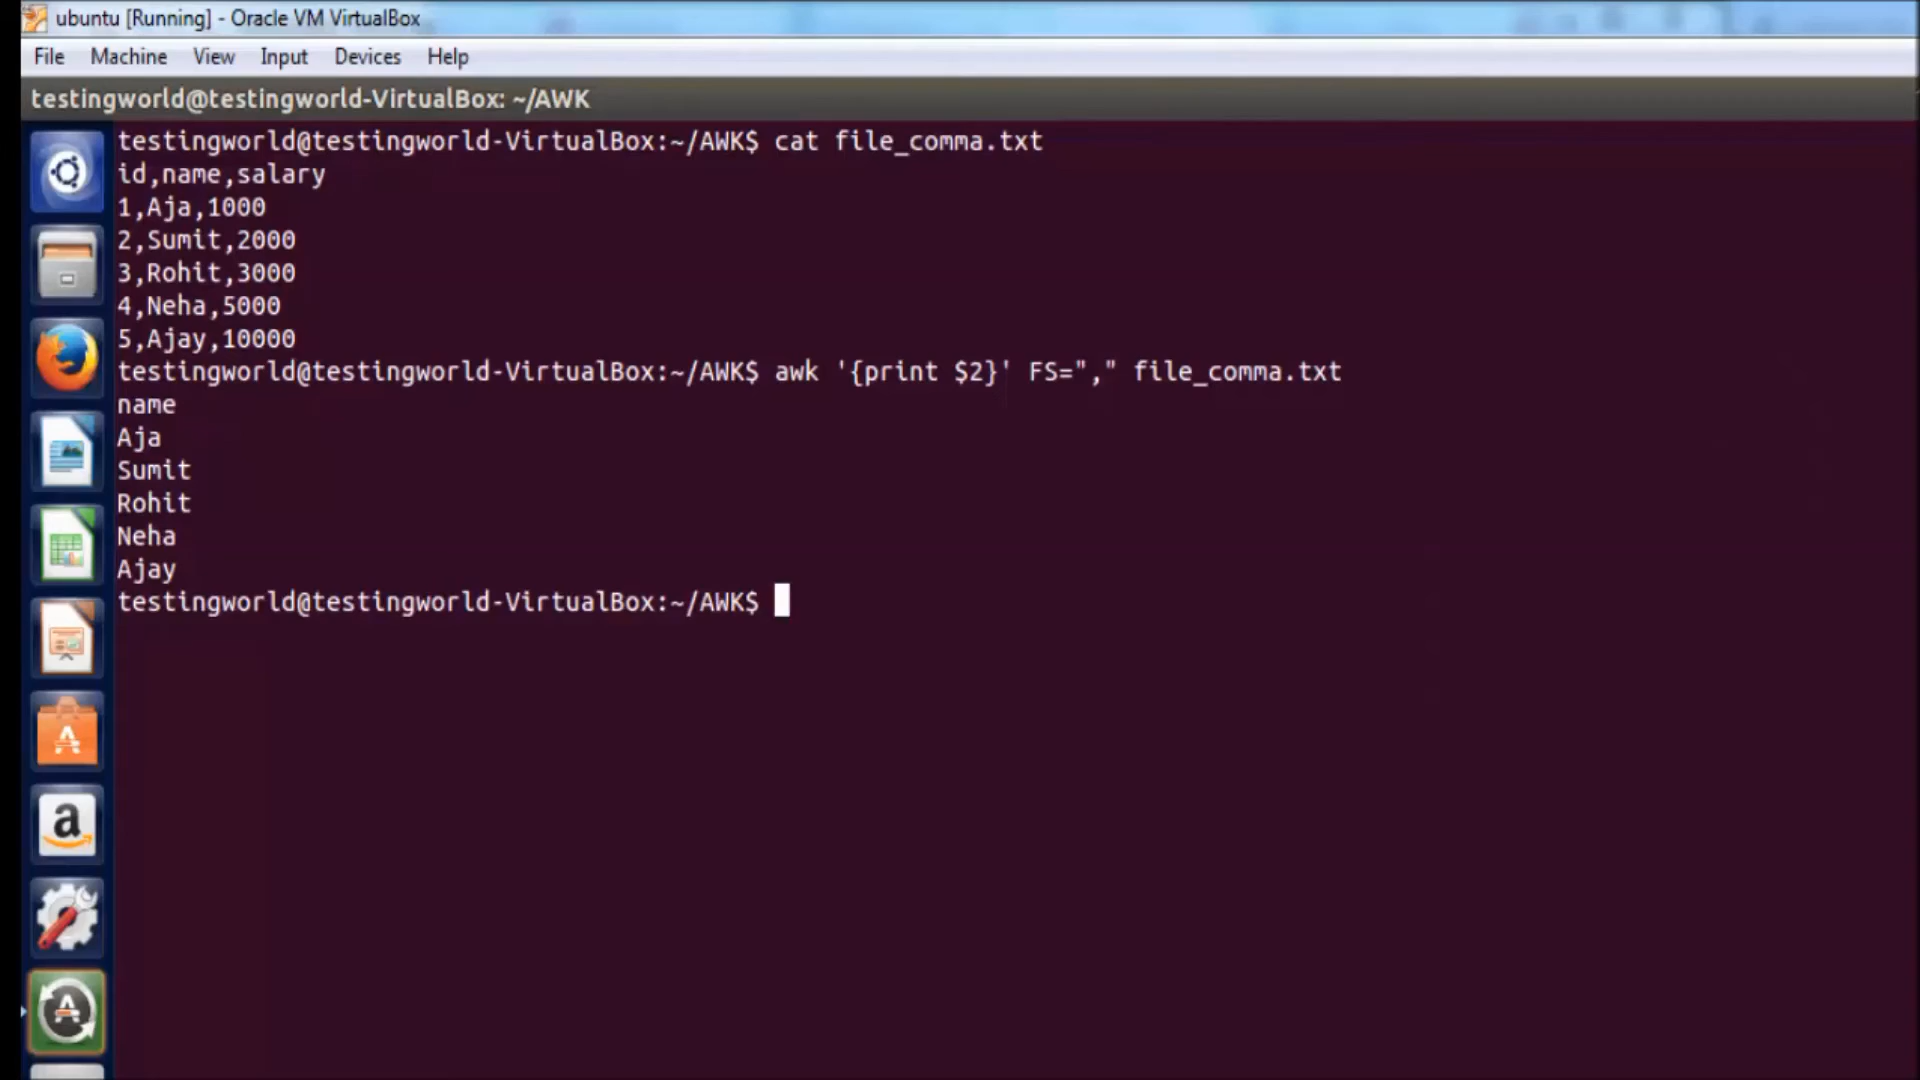 ubuntu [Running] - Oracle VM VirtualBox
File Machine View Input Devices Help
testingworld@testingworld-VirtualBox: ~/AWK
testingworld@testingworld-VirtualBox:~/AWK$ cat file_comma.txt
id,name,salary
1,Aja,1000
2,Sumit,2000
3,Rohit,3000
4,Neha,5000
5,Ajay,10000
testingworld@testingworld-VirtualBox:~/AWK$ awk '{print $2}' FS="," file_comma.txt
name
Aja
Sumit
Rohit
Neha
Ajay
testingworld@testingworld-VirtualBox:~/AWK$